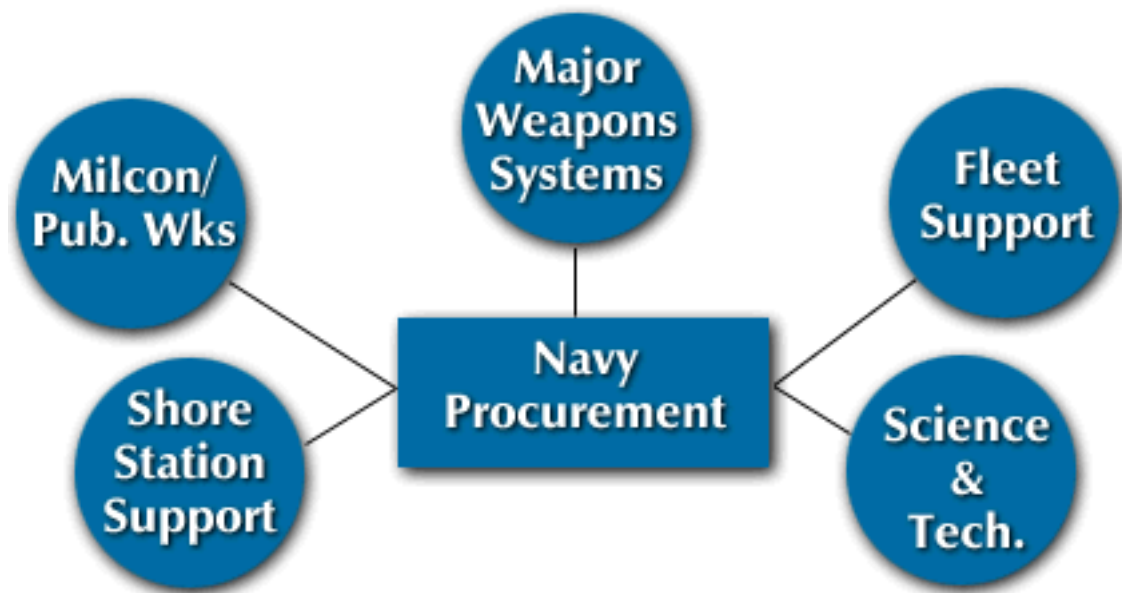 Major
Weapons
Systems
Milcon/
Pub. Wks
Fleet
Support
Navy
Procurement
Shore
Station
Support
Science
&
Tech.